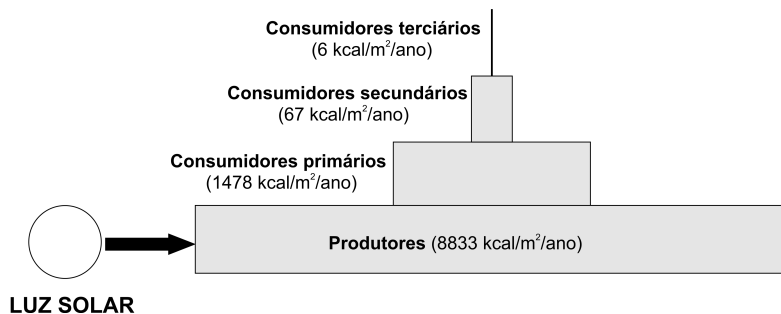 Consumidores terciários
(6 kcal/m²/ano)
Consumidores secundários
(67 kcal/m²/ano)
Consumidores primários
(1478 kcal/m²/ano)
Produtores (8833 kcal/m²/ano)
LUZ SOLAR